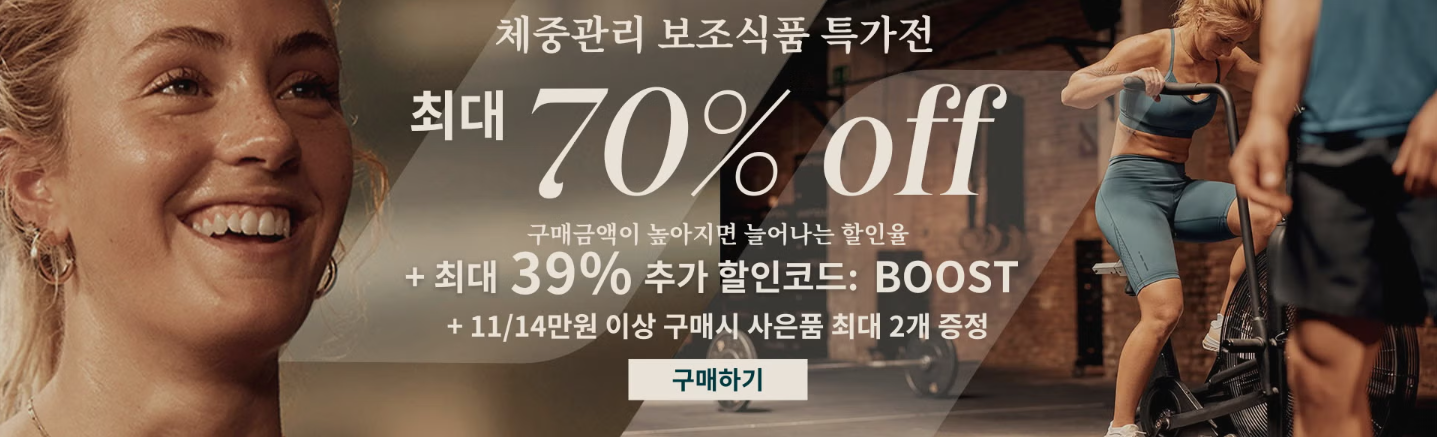 체중관리 보조식품 특가전
최대 70% off
구매금액이 높아지면 늘어나는 할인율
+ 최대 39% 추가 할인코드: BOOST
+ 11/14만원 이상 구매시 사은품 최대 2개 증정
구매하기